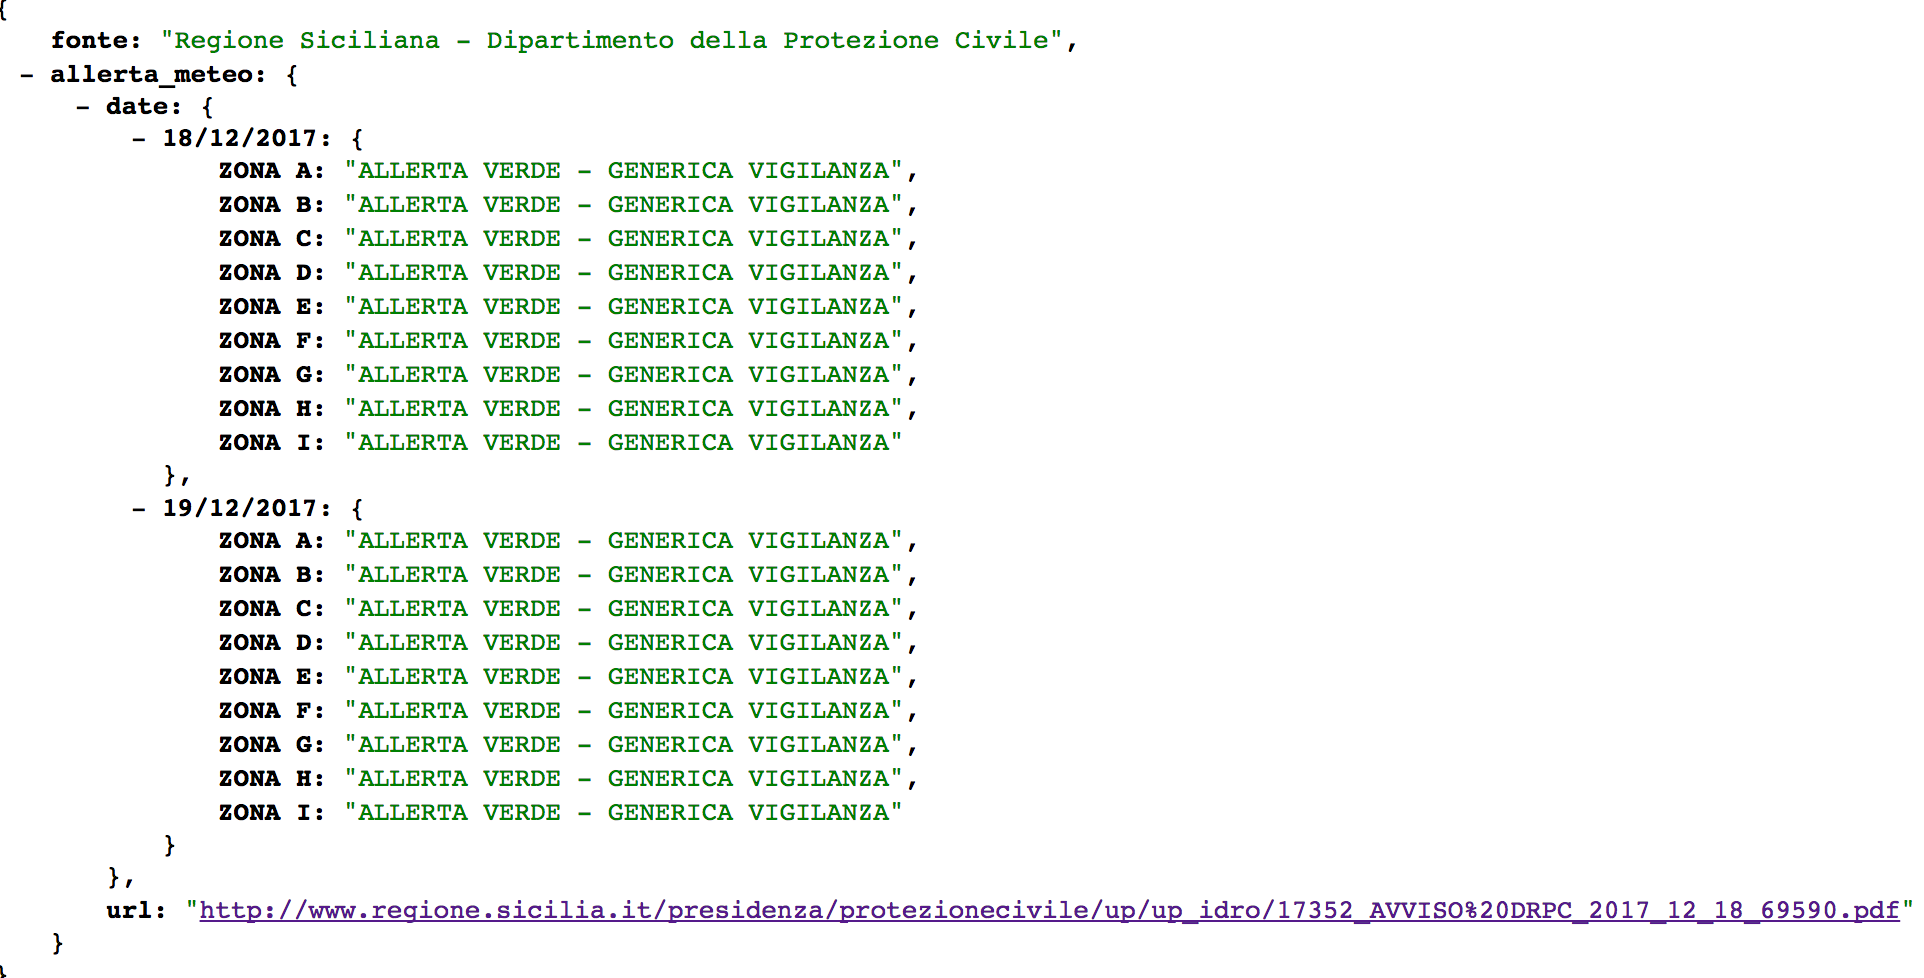 {
fonte: "Regione Siciliana - Dipartimento della Protezione Civile",
- allerta_meteo: {
- date: {
- 18/12/2017: {
ZONA A: "ALLERTA VERDE - GENERICA VIGILANZA",
ZONA B: "ALLERTA VERDE - GENERICA VIGILANZA",
ZONA C: "ALLERTA VERDE - GENERICA VIGILANZA",
ZONA D: "ALLERTA VERDE - GENERICA VIGILANZA",
ZONA E: "ALLERTA VERDE - GENERICA VIGILANZA",
ZONA F: "ALLERTA VERDE - GENERICA VIGILANZA",
ZONA G: "ALLERTA VERDE - GENERICA VIGILANZA",
ZONA H: "ALLERTA VERDE - GENERICA VIGILANZA",
ZONA I: "ALLERTA VERDE - GENERICA VIGILANZA"
},
- 19/12/2017: {
ZONA A: "ALLERTA VERDE - GENERICA VIGILANZA",
ZONA B: "ALLERTA VERDE - GENERICA VIGILANZA",
ZONA C: "ALLERTA VERDE - GENERICA VIGILANZA",
ZONA D: "ALLERTA VERDE - GENERICA VIGILANZA",
ZONA E: "ALLERTA VERDE - GENERICA VIGILANZA",
ZONA F: "ALLERTA VERDE - GENERICA VIGILANZA",
ZONA G: "ALLERTA VERDE - GENERICA VIGILANZA",
ZONA H: "ALLERTA VERDE - GENERICA VIGILANZA",
ZONA I: "ALLERTA VERDE - GENERICA VIGILANZA"
}
},
url: "http://www.regione.sicilia.it/presidenza/protezionecivile/up/up_idro/17352_AVVISO%20DRPC_2017_12_18_69590.pdf"
}
}